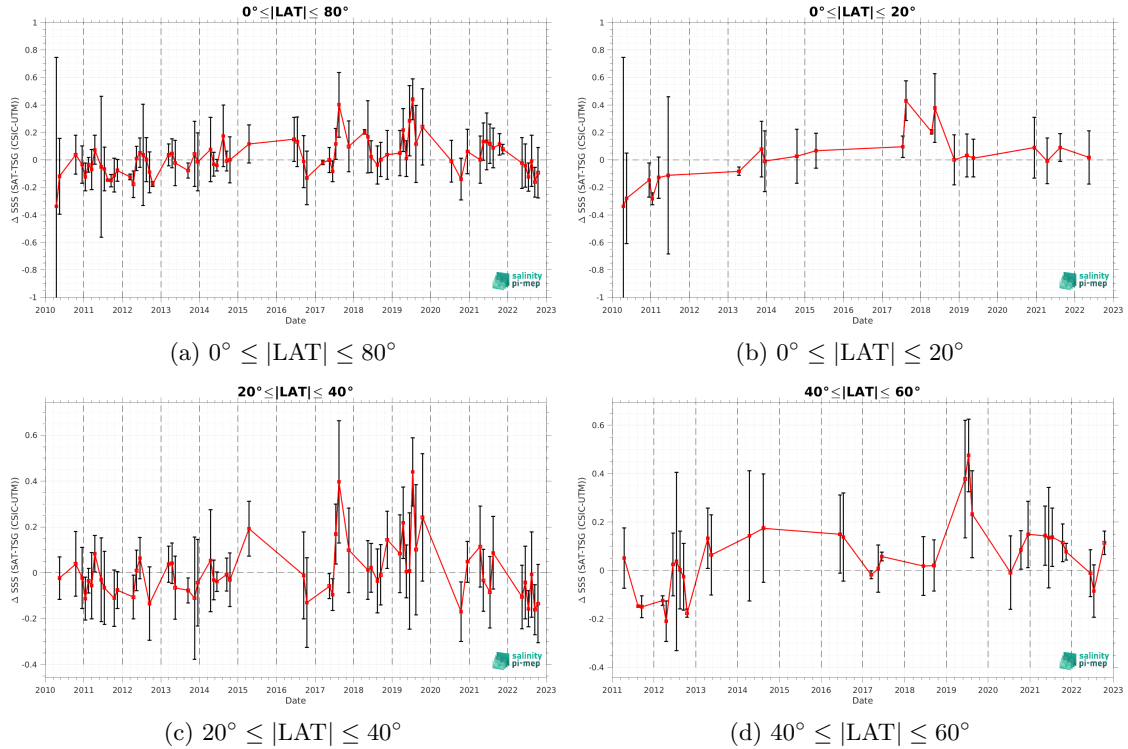 0°≤|LAT|≤ 80°
Δ SSS (SAT-TSG (CSIC-UTM))
1
0.8
0.6
0.4
0.2
0
-0.2
-0.4
-0.6
-0.8
-1
2010 2011 2012 2013 2014 2015 2016 2017 2018 2019 2020 2021 2022 2023
Date
salinity
pi-mep
(a) 0° ≤ |LAT| ≤ 80°
0°≤|LAT|≤ 20°
Δ SSS (SAT-TSG (CSIC-UTM))
1
0.8
0.6
0.4
0.2
0
-0.2
-0.4
-0.6
-0.8
-1
2010 2011 2012 2013 2014 2015 2016 2017 2018 2019 2020 2021 2022 2023
Date
salinity
pi-mep
(b) 0° ≤ |LAT| ≤ 20°
20°≤|LAT|≤ 40°
Δ SSS (SAT-TSG (CSIC-UTM))
0.6
0.4
0.2
0
-0.2
-0.4
2010 2011 2012 2013 2014 2015 2016 2017 2018 2019 2020 2021 2022 2023
Date
salinity
pi-mep
(c) 20° ≤ |LAT| ≤ 40°
40°≤|LAT|≤ 60°
Δ SSS (SAT-TSG (CSIC-UTM))
0.6
0.4
0.2
0
-0.2
-0.4
2011 2012 2013 2014 2015 2016 2017 2018 2019 2020 2021 2022 2023
Date
salinity
pi-mep
(d) 40° ≤ |LAT| ≤ 60°